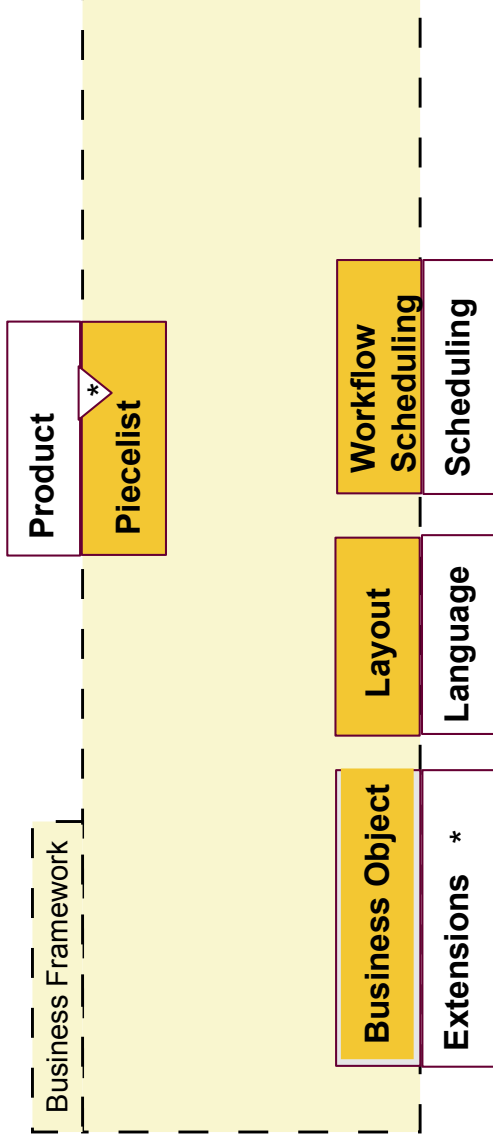 Business Framework
Product
*
Piecelist
Business Object
Extensions *
Layout
Language
Workflow
Scheduling
Scheduling